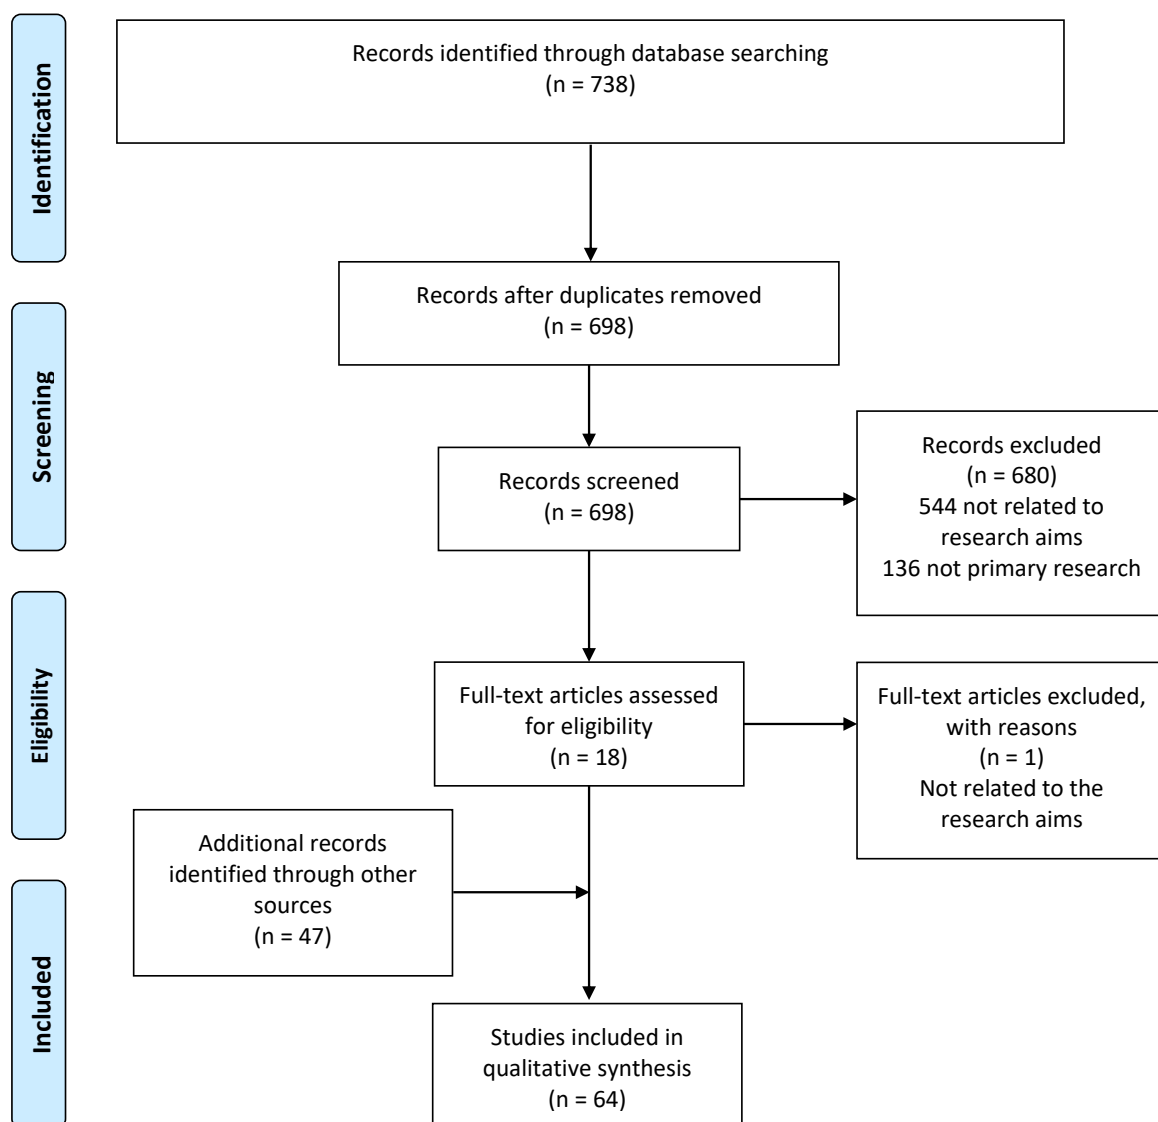 Identification
Records identified through database searching
(n = 738)
Records after duplicates removed
(n = 698)
Screening
Records screened
(n = 698)
Records excluded
(n = 680)
544 not related to
research aims
136 not primary research
Eligibility
Full-text articles assessed
for eligibility
(n = 18)
Full-text articles excluded,
with reasons
(n = 1)
Not related to the
research aims
Additional records
identified through other
sources
(n = 47)
Included
Studies included in
qualitative synthesis
(n = 64)